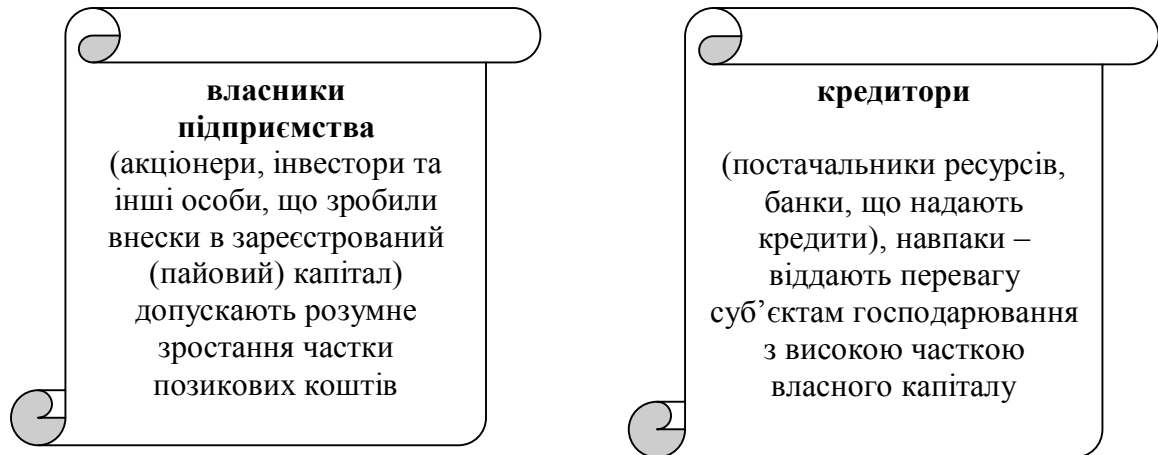 власники
підприємства
(акціонери, інвестори та
інші особи, що зробили
внески в зареєстрований
(пайовий) капітал)
допускають розумне
зростання частки
позикових коштів
кредитори
(постачальники ресурсів,
банки, що надають
кредити), навпаки –
віддають перевагу
суб’єктам господарювання
з високою часткою
власного капіталу